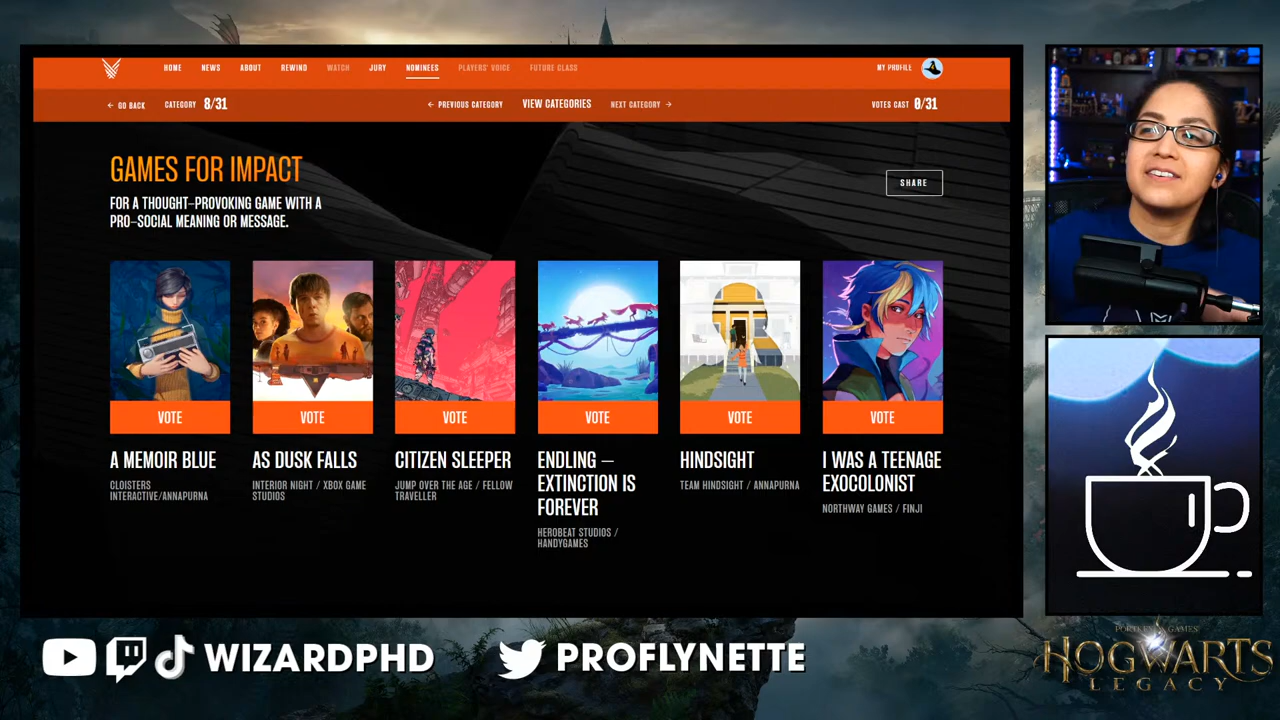 HOME NEWS ABOUT REWIND WATCH JURY NOMINEES PLAYERS' VOICE FUTURE CLASS MY PROFILE
← GO BACK CATEGORY 8/31 ← PREVIOUS CATEGORY VIEW CATEGORIES NEXT CATEGORY → VOTES CAST 0/31
GAMES FOR IMPACT
FOR A THOUGHT-PROVOKING GAME WITH A
PRO-SOCIAL MEANING OR MESSAGE.
SHARE
VOTE VOTE VOTE VOTE VOTE VOTE
A MEMOIR BLUE
CLOISTERS
INTERACTIVE/ANNAPURNA
AS DUSK FALLS
INTERIOR NIGHT / XBOX GAME
STUDIOS
CITIZEN SLEEPER
JUMP OVER THE AGE / FELLOW
TRAVELLER
ENDLING –
EXTINCTION IS
FOREVER
HEROBEAT STUDIOS /
HANDYGAMES
HINDSIGHT
TEAM HINDSIGHT / ANNAPURNA
I WAS A TEENAGE
EXOCOLONIST
NORTHWAY GAMES / FINJI
WIZARDPHD PROFLYNETTE
PORTKEY GAMES
HOGWARTS
LEGACY